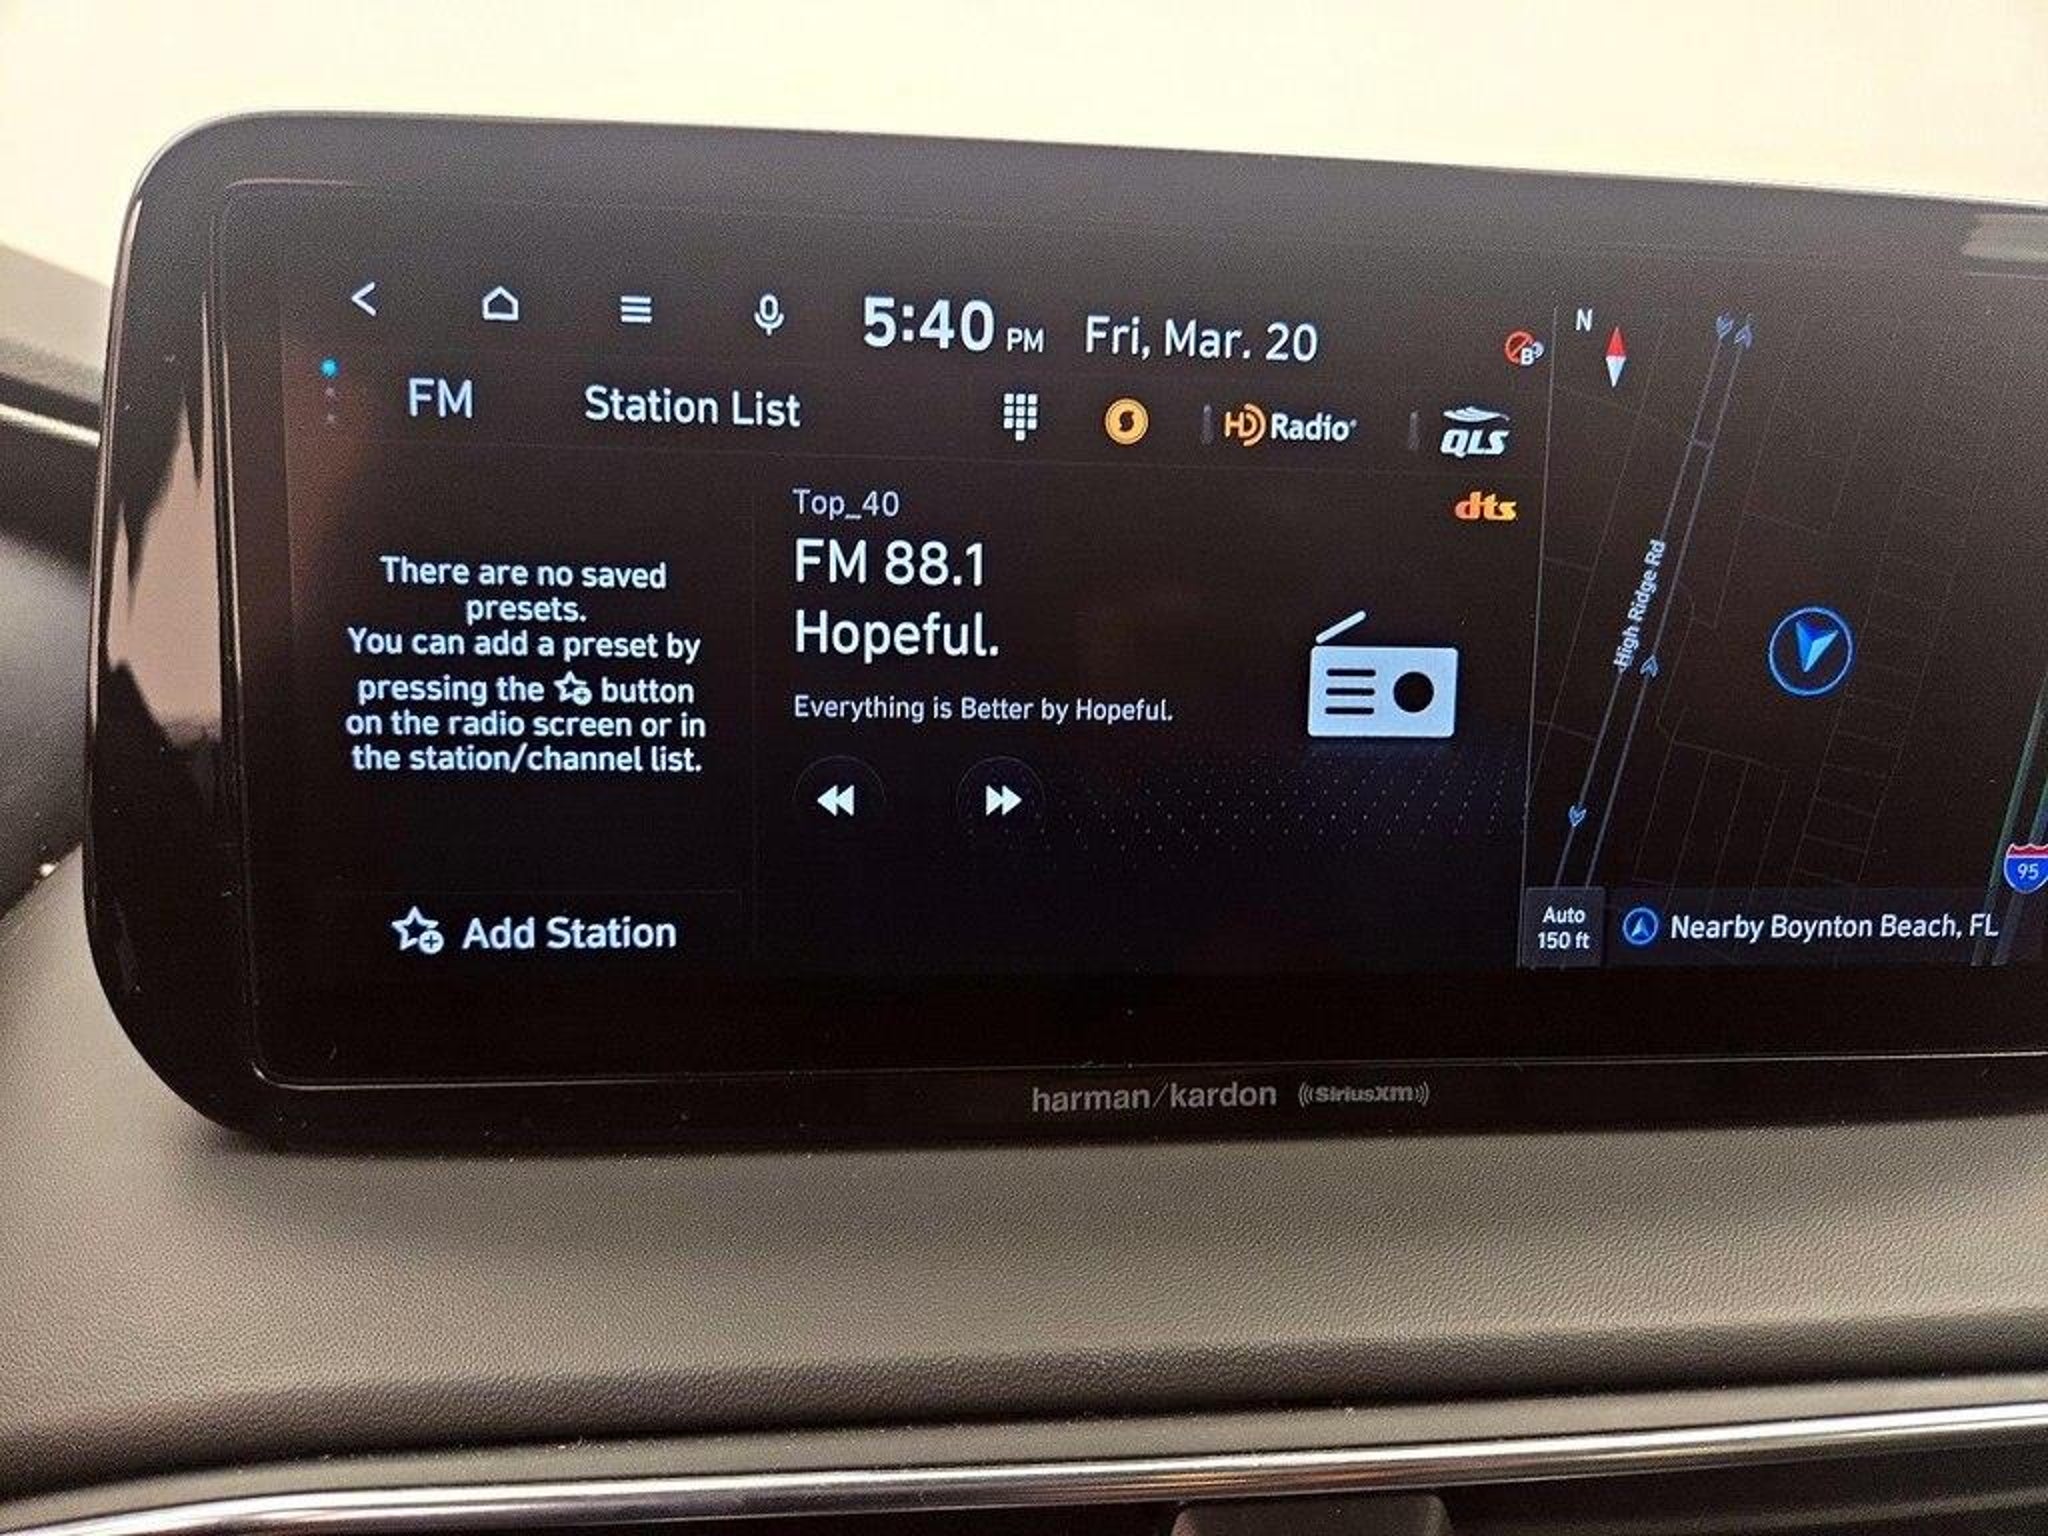 5:40 PM Fri, Mar. 20
FM Station List
HD Radio
QLS
dts
There are no saved
presets.
You can add a preset by
pressing the button
on the radio screen or in
the station/channel list.
Add Station
Top_40
FM 88.1
Hopeful.
Everything is Better by Hopeful.
N
High Ridge Rd
95
Auto
150 ft
Nearby Boynton Beach, FL
harman/kardon ((SiriusXM))